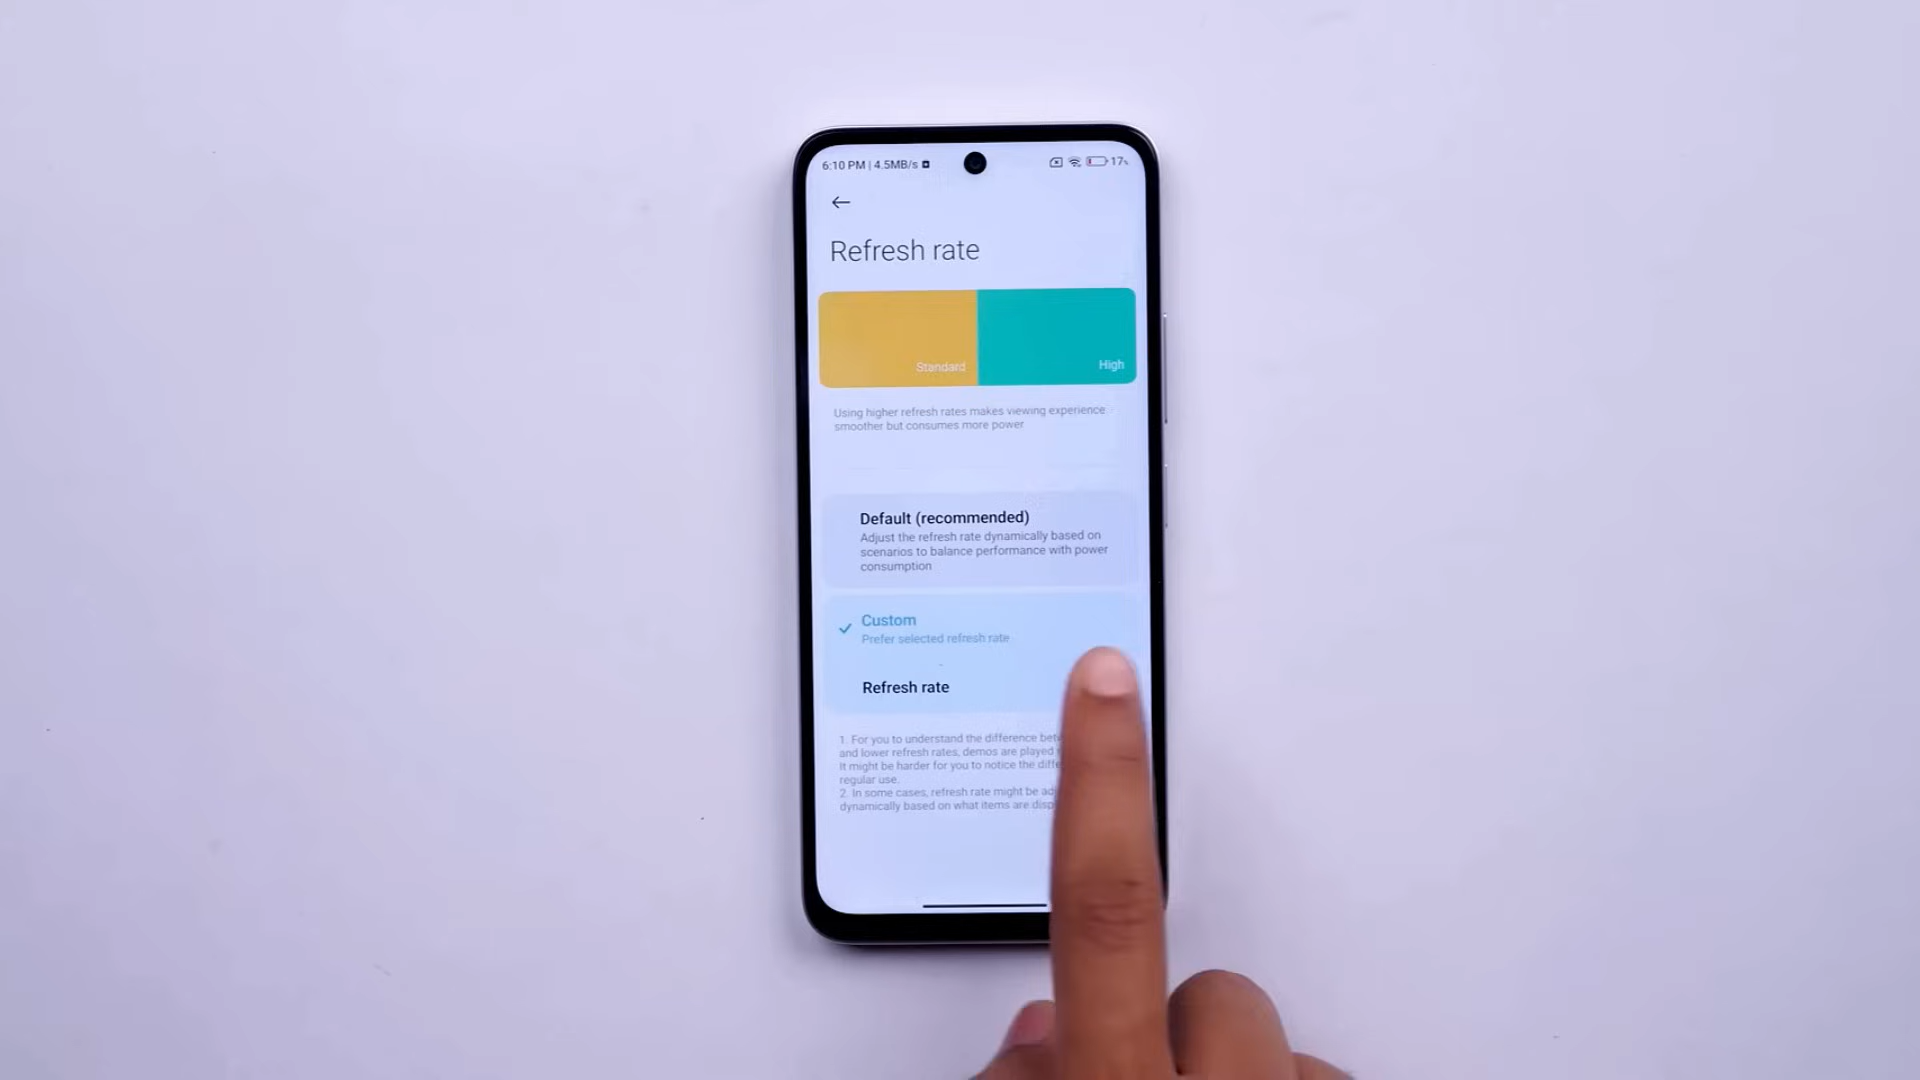 6:10 PM | 4.5MB/s
17%
Refresh rate
Standard
High
Using higher refresh rates makes viewing experience
smoother but consumes more power
Default (recommended)
Adjust the refresh rate dynamically based on
scenarios to balance performance with power
consumption
Custom
Prefer selected refresh rate
Refresh rate
1. For you to understand the difference
and lower refresh rates, demos are played
It might be harder for you to notice the
regular use.
2. In some cases, refresh rate might be
dynamically based on what items are